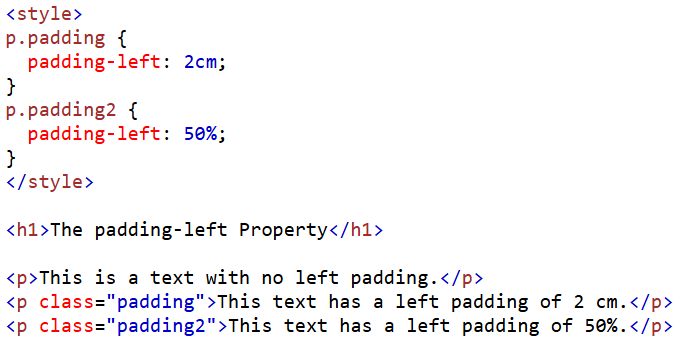 <style>
p.padding {
  padding-left: 2cm;
}
p.padding2 {
  padding-left: 50%;
}
</style>

<h1>The padding-left Property</h1>

<p>This is a text with no left padding.</p>
<p class="padding">This text has a left padding of 2 cm.</p>
<p class="padding2">This text has a left padding of 50%.</p>